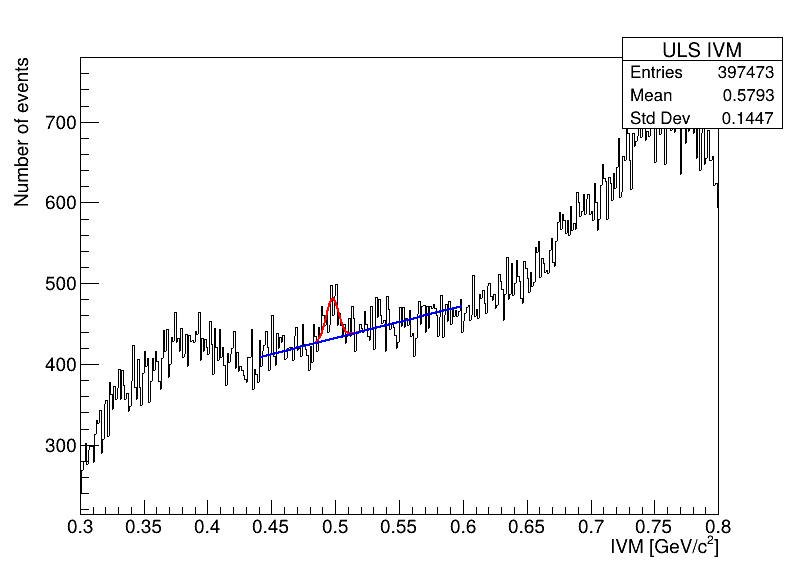 ULS IVM
Entries 397473
Mean 0.5793
Std Dev 0.1447
Number of events
700
600
500
400
300
0.3 0.35 0.4 0.45 0.5 0.55 0.6 0.65 0.7 0.75 0.8
IVM [GeV/c²]